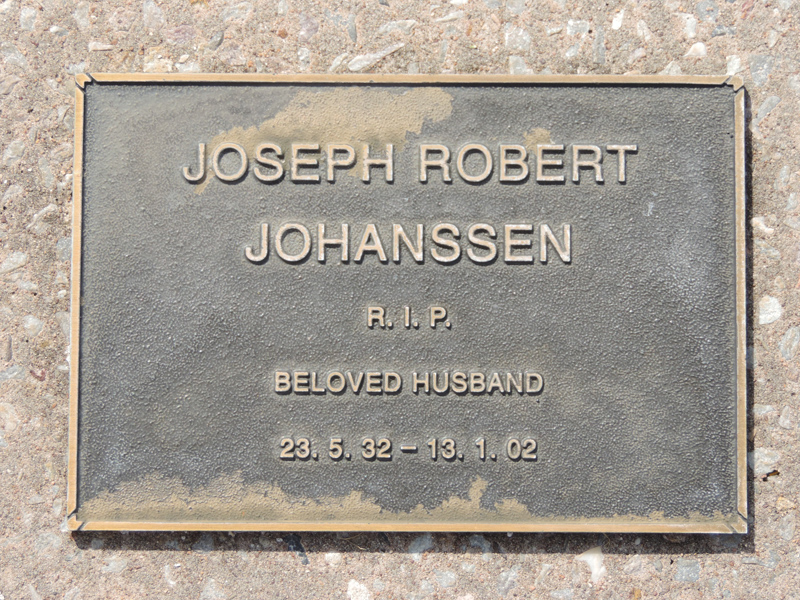 JOSEPH ROBERT
JOHANSSEN
R. I. P.
BELOVED HUSBAND
23. 5. 32 – 13. 1. 02